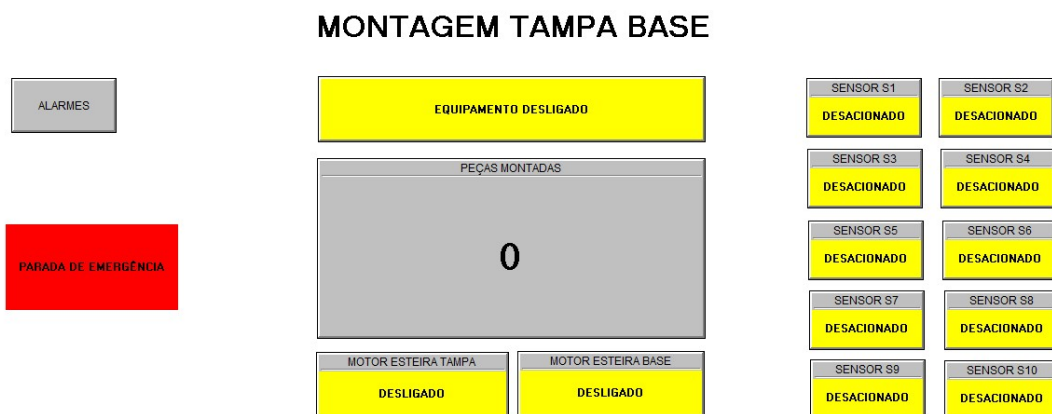 MONTAGEM TAMPA BASE
ALARMES
EQUIPAMENTO DESLIGADO
SENSOR S1
DESACIONADO
SENSOR S2
DESACIONADO
PEÇAS MONTADAS
0
SENSOR S3
DESACIONADO
SENSOR S4
DESACIONADO
PARADA DE EMERGÊNCIA
SENSOR S5
DESACIONADO
SENSOR S6
DESACIONADO
SENSOR S7
DESACIONADO
SENSOR S8
DESACIONADO
MOTOR ESTEIRA TAMPA
DESLIGADO
MOTOR ESTEIRA BASE
DESLIGADO
SENSOR S9
DESACIONADO
SENSOR S10
DESACIONADO